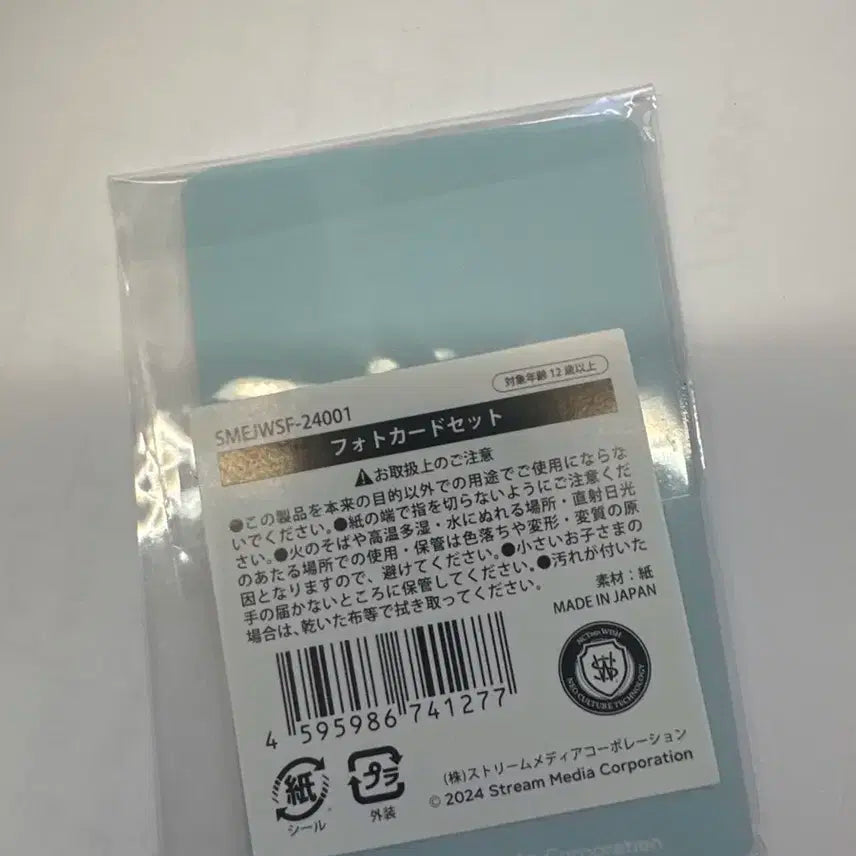 対象年齢 12 歳以上
SMEJWSF-24001
フォトカードセット
⚠お取扱上のご注意
●この製品を本来の目的以外での用途でご使用にならな
いでください。●紙の端で指を切らないようにご注意くだ
さい。●火のそばや高温多湿・水にぬれる場所・直射日光
のあたる場所での使用・保管は色落ちや変形・変質の原
因となりますので、避けてください。●小さいお子さまの
手の届かないところに保管してください。●汚れが付いた
場合は、乾いた布等で拭き取ってください。
素材：紙
MADE IN JAPAN
NCT WISH
NEO CULTURE TECHNOLOGY
4 595986 741277
紙
シール
プラ
外装
(株)ストリームメディアコーポレーション
© 2024 Stream Media Corporation
Corporation